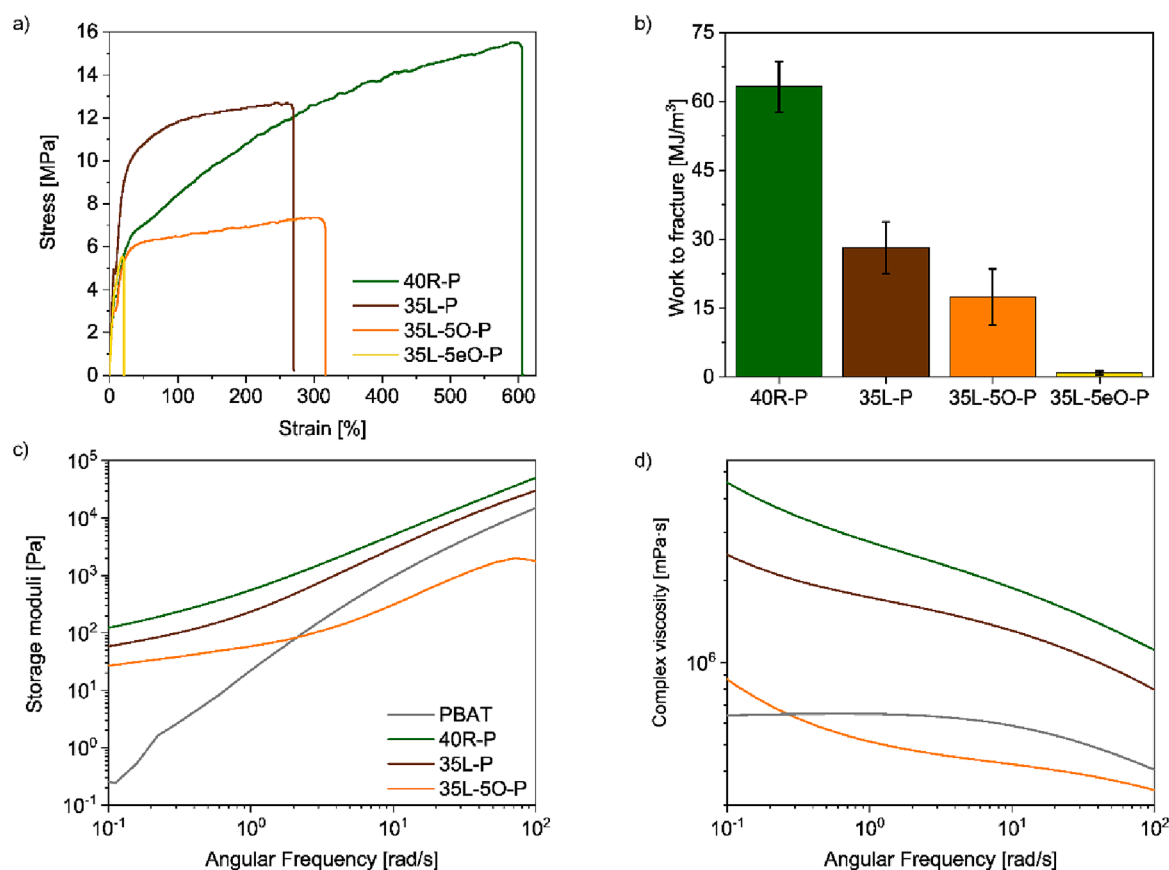 a)
16
14
12
10
8
6
4
2
0
Stress [MPa]
0 100 200 300 400 500 600
Strain [%]
40R-P
35L-P
35L-5O-P
35L-5eO-P
b)
75
60
45
30
15
0
Work to fracture [MJ/m³]
40R-P 35L-P 35L-5O-P 35L-5eO-P
c)
10⁵
10⁴
10³
10²
10¹
10⁰
10⁻¹
Storage moduli [Pa]
10⁻¹ 10⁰ 10¹ 10²
Angular Frequency [rad/s]
PBAT
40R-P
35L-P
35L-5O-P
d)
10⁶
Complex viscosity [mPa·s]
10⁻¹ 10⁰ 10¹ 10²
Angular Frequency [rad/s]